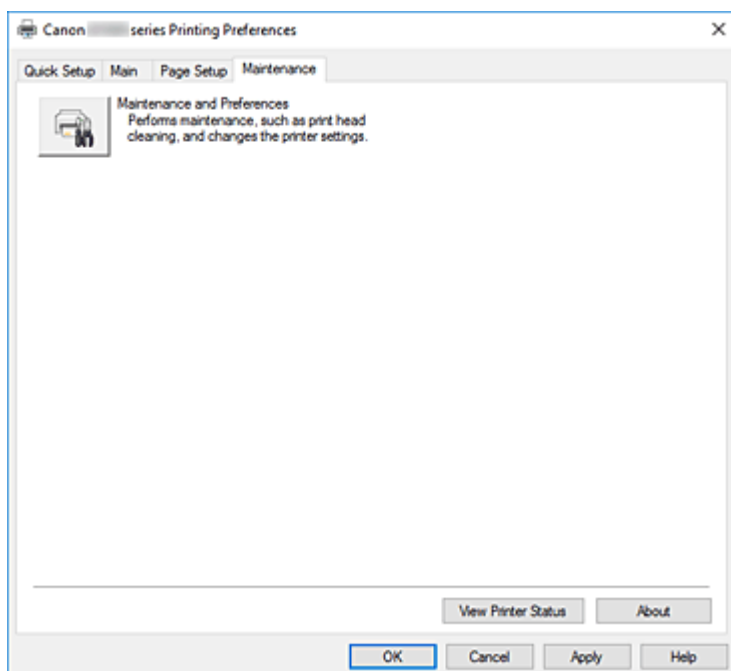 Canon series Printing Preferences
Quick Setup Main Page Setup Maintenance
Maintenance and Preferences
Performs maintenance, such as print head
cleaning, and changes the printer settings.
View Printer Status About
OK Cancel Apply Help